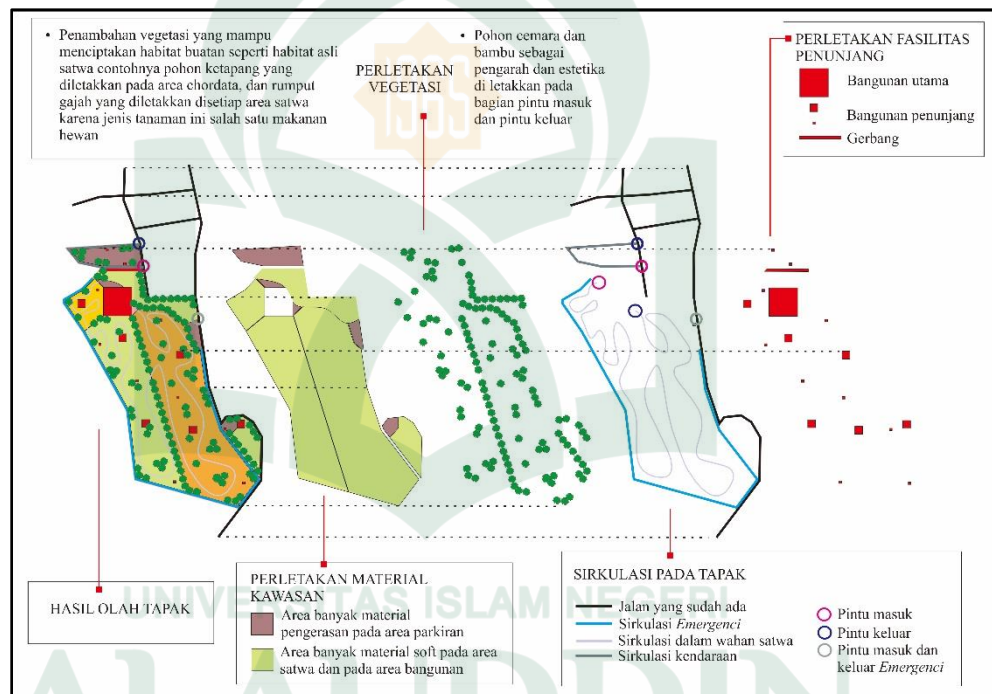 • Penambahan vegetasi yang mampu
menciptakan habitat buatan seperti habitat asli
satwa contohnya pohon ketapang yang
diletakkan pada area chordata, dan rumput
gajah yang diletakkan disetiap area satwa
karena jenis tanaman ini salah satu makanan
hewan
PERLETAKAN
VEGETASI
• Pohon cemara dan
bambu sebagai
pengarah dan estetika
di letakkan pada
bagian pintu masuk
dan pintu keluar
PERLETAKAN FASILITAS
PENUNJANG
Bangunan utama
Bangunan penunjang
Gerbang
1965
HASIL OLAH TAPAK
PERLETAKAN MATERIAL
KAWASAN
Area banyak material
pengerasan pada area parkiran
Area banyak material soft pada area
satwa dan pada area bangunan
SIRKULASI PADA TAPAK
Jalan yang sudah ada
Sirkulasi Emergenci
Sirkulasi dalam wahan satwa
Sirkulasi kendaraan
Pintu masuk
Pintu keluar
Pintu masuk dan
keluar Emergenci
UNIVERSITAS ISLAM NEGERI
ALAUDDIN